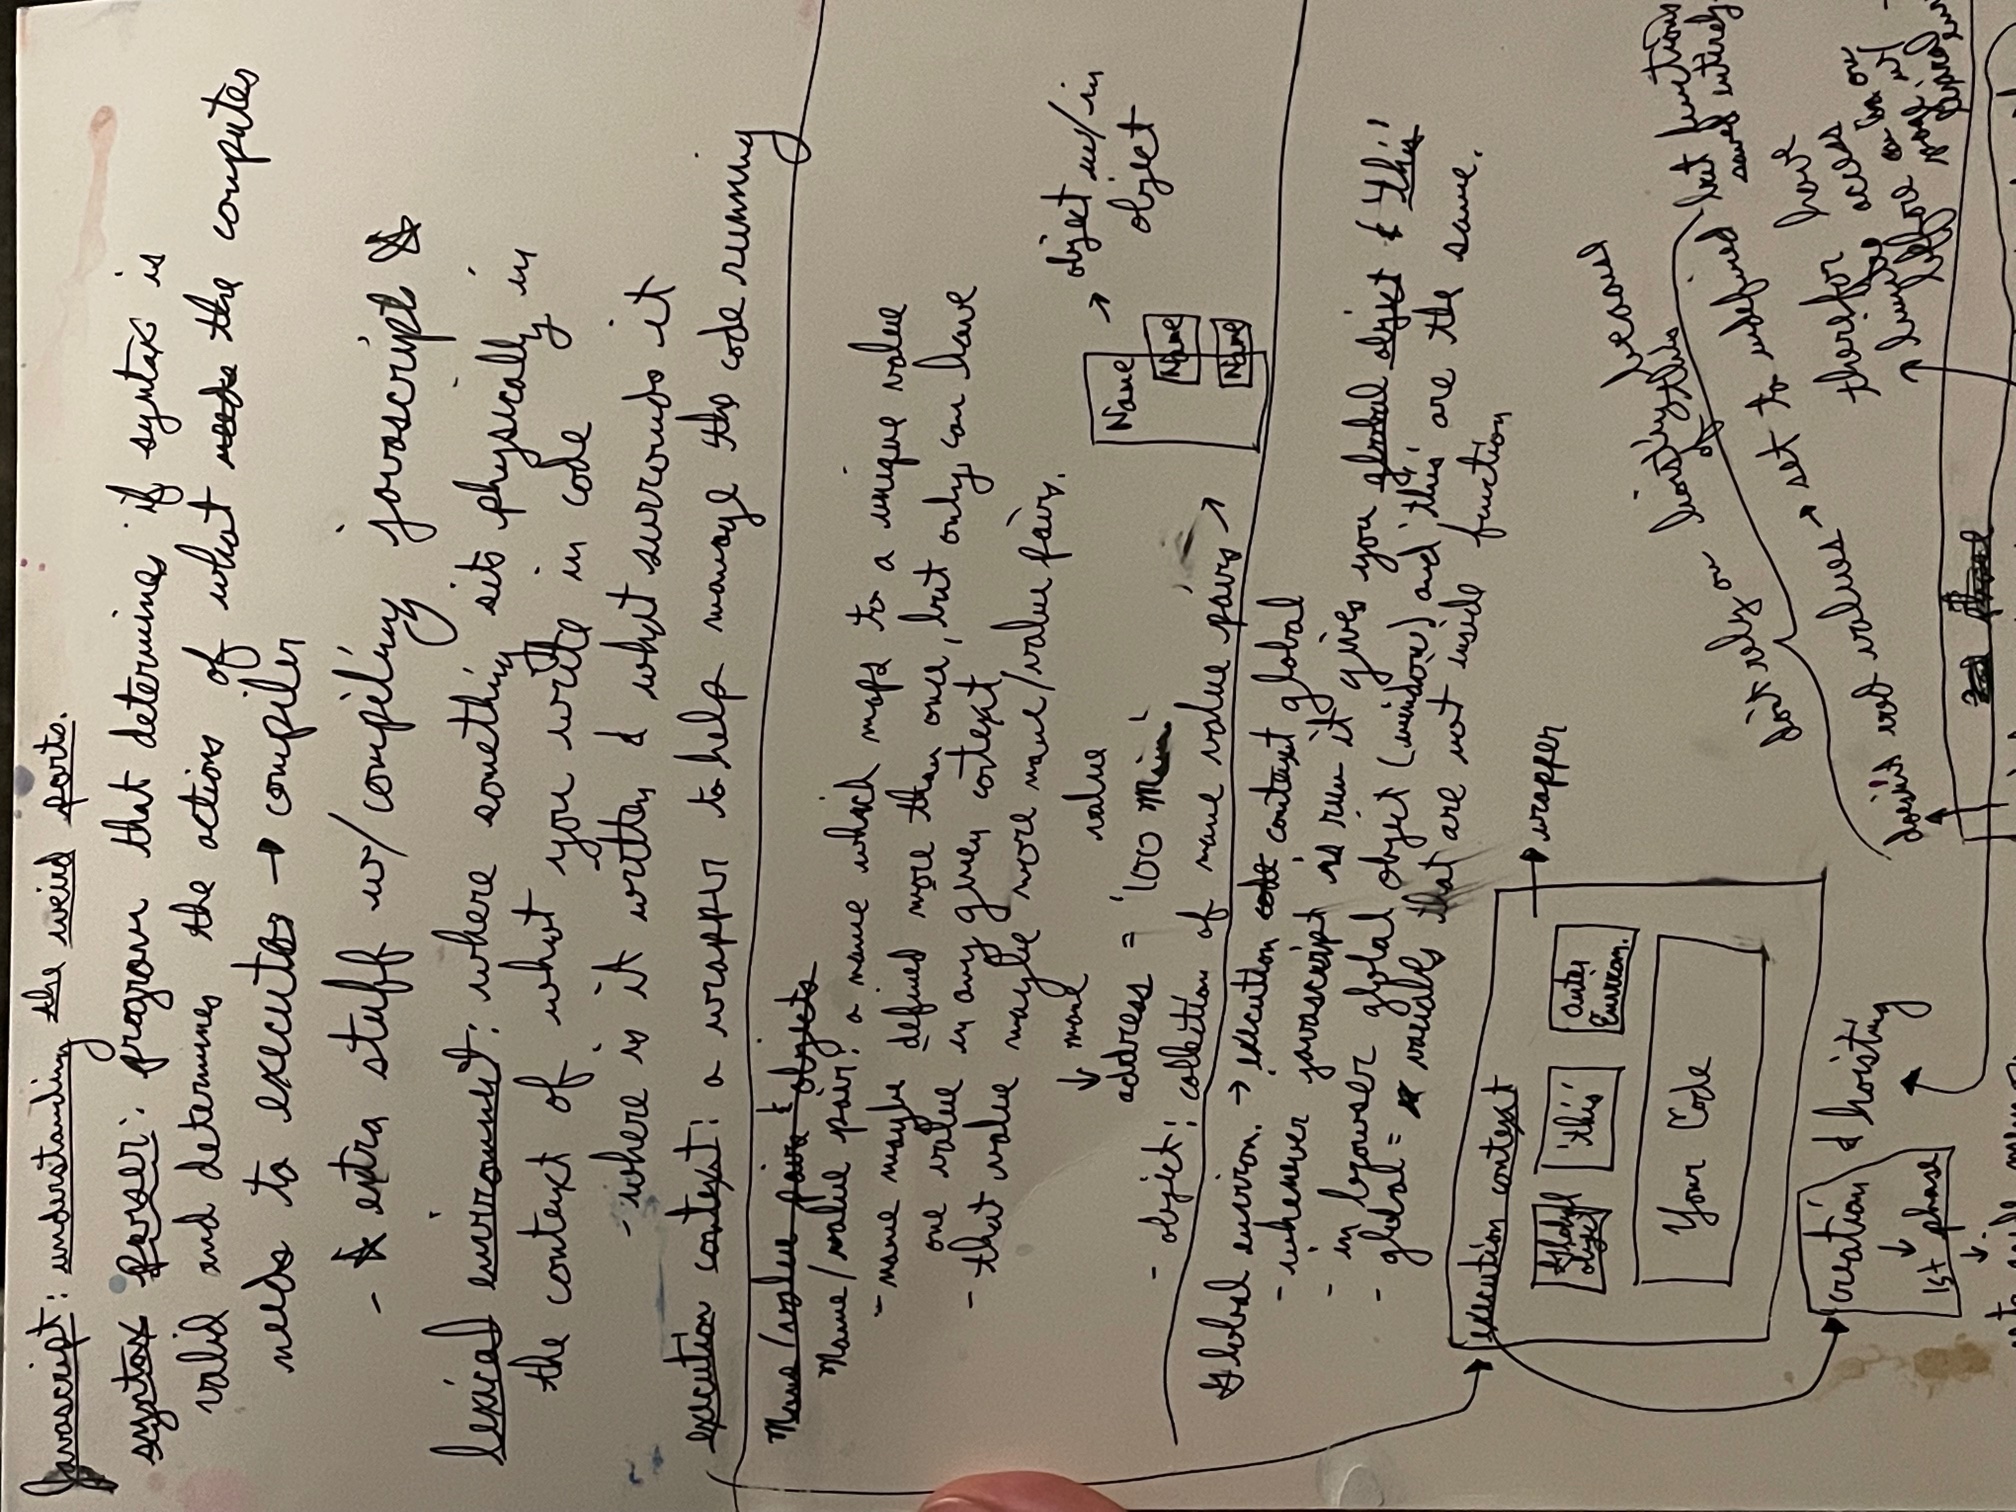 Javascript: understanding the weird parts.
syntax parser: program that determines if syntax is
valid and determines the actions of what needs the computer
needs to execute → compiler
- ☆ extra stuff w/compiling javascript ☆
lexical environment: where something sits physically in
the context of what you write in code
- where is it written & what surrounds it
execution context: a wrapper to help manage the code running
Name/value pairs & objects
Name/value pair: a name which maps to a unique value
- name maybe defined more than once, but only can have
one value in any given context
- that value maybe more name/value pairs.
↓ name value
address = '100 Main'
- object: collection of name value pairs →
Name
Name
Name
→ object w/in
object
Global environ. → execution code context global
- whenever javascript is run it gives you global object & 'this'
- in browser global object (window) and 'this' are the same.
- global = variables that are not inside function
execution context
Global
object
'this'
outer
Environ.
Your Code
→ wrapper
don't rely on hoisting because
of this
doesn't values → set to undefined but functions
saved entirely
therefor have
limited access
before on
page w/
lexical
creation & hoisting
↓
1st phase
↓
2nd phase